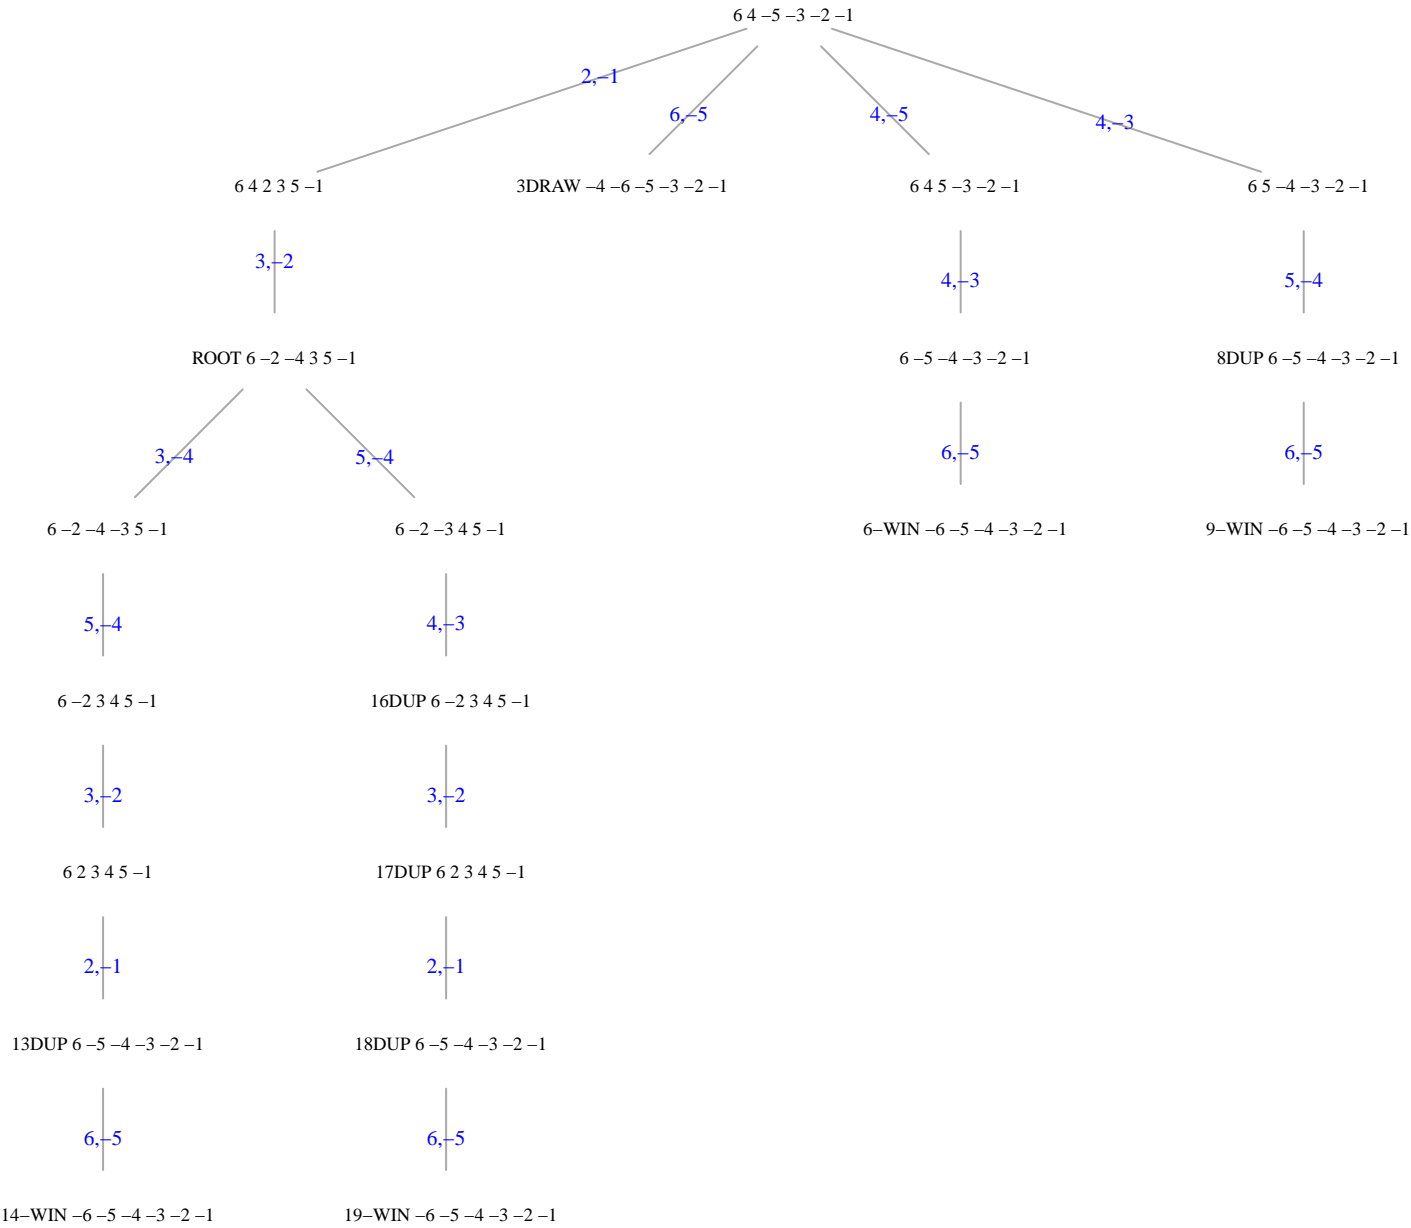 6 4 –5 –3 –2 –1
2,–1
6,–5
4,–5
4,–3
6 4 2 3 5 –1
3DRAW –4 –6 –5 –3 –2 –1
6 4 5 –3 –2 –1
6 5 –4 –3 –2 –1
3,–2
4,–3
5,–4
ROOT 6 –2 –4 3 5 –1
6 –5 –4 –3 –2 –1
8DUP 6 –5 –4 –3 –2 –1
3,–4
5,–4
6,–5
6,–5
6 –2 –4 –3 5 –1
6 –2 –3 4 5 –1
6–WIN –6 –5 –4 –3 –2 –1
9–WIN –6 –5 –4 –3 –2 –1
5,–4
4,–3
6 –2 3 4 5 –1
16DUP 6 –2 3 4 5 –1
3,–2
3,–2
6 2 3 4 5 –1
17DUP 6 2 3 4 5 –1
2,–1
2,–1
13DUP 6 –5 –4 –3 –2 –1
18DUP 6 –5 –4 –3 –2 –1
6,–5
6,–5
14–WIN –6 –5 –4 –3 –2 –1
19–WIN –6 –5 –4 –3 –2 –1